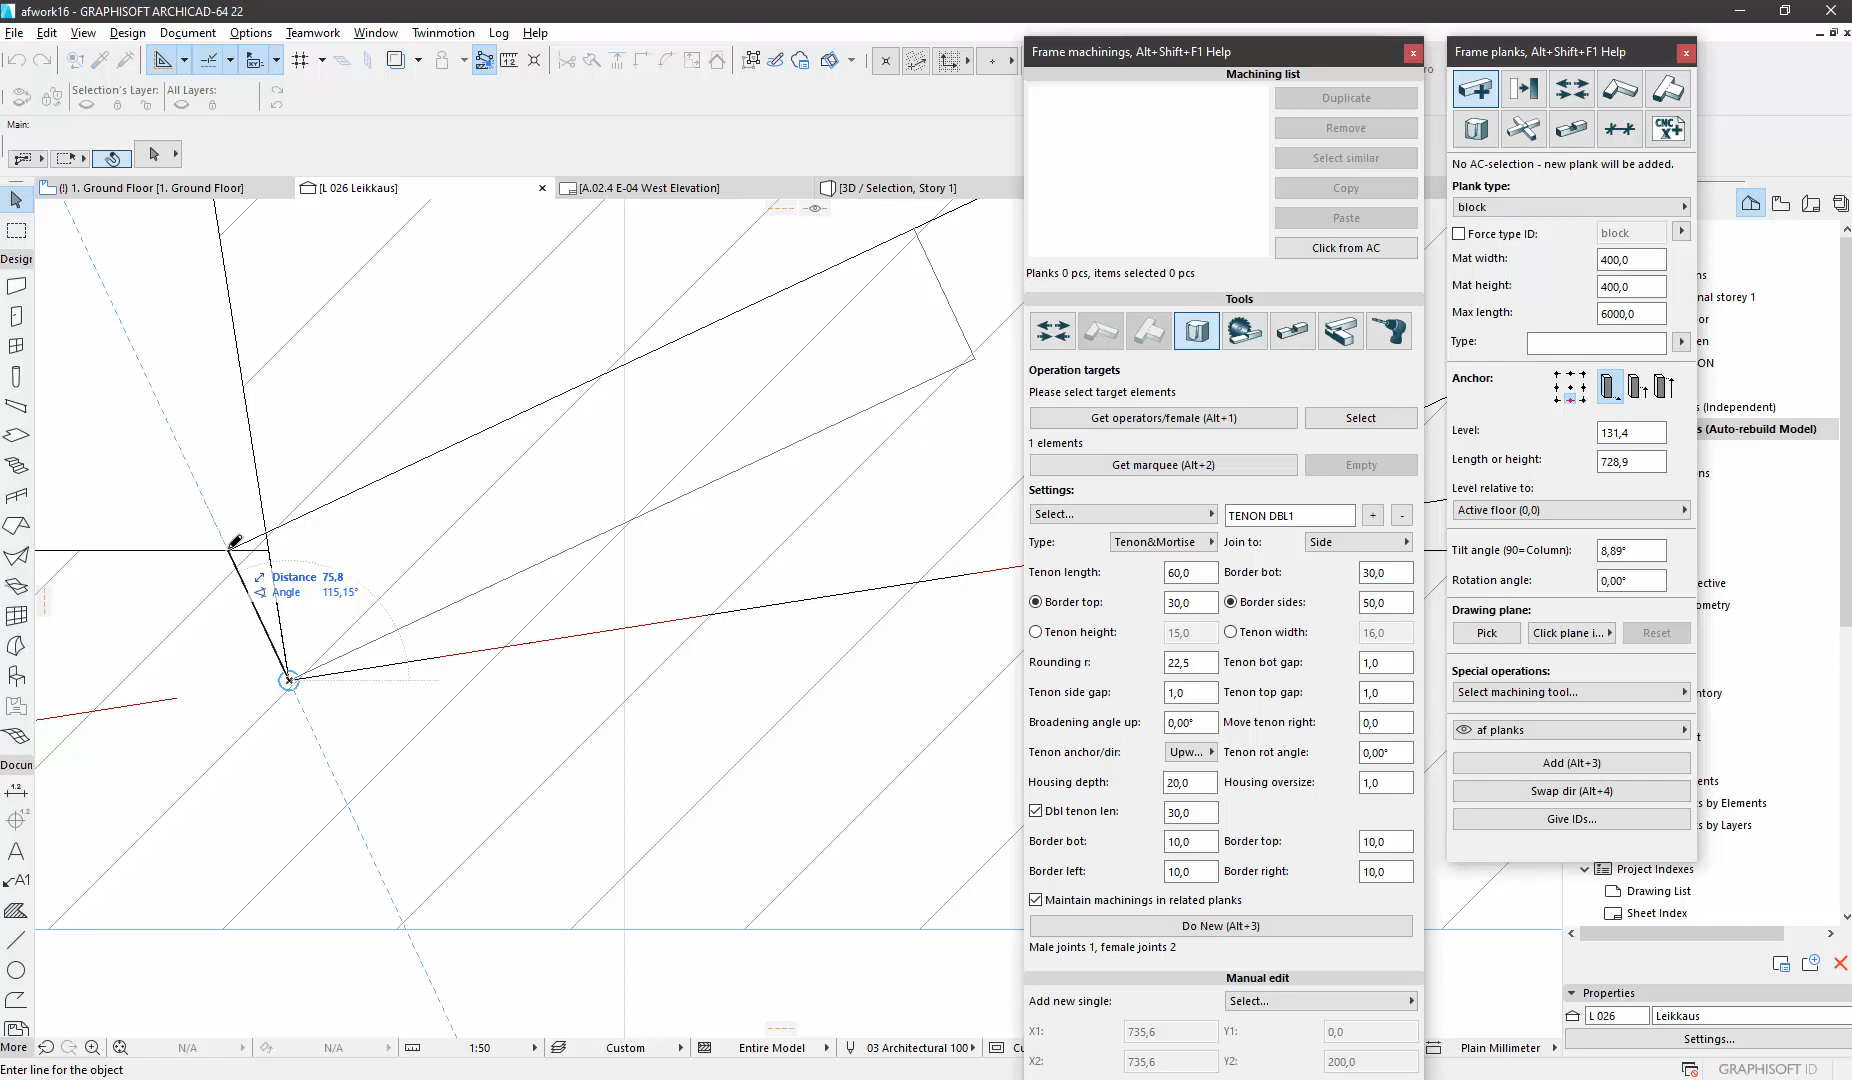 afwork16 - GRAPHISOFT ARCHICAD-64 22
File Edit View Design Document Options Teamwork Window Twinmotion Log Help
Selection's Layer: All Layers:
Main:
(!) 1. Ground Floor [1. Ground Floor]
[L 026 Leikkaus]
[A.02.4 E-04 West Elevation]
[3D / Selection, Story 1]
Design
Distance 75,8
Angle 115,15°
Docum
More
N/A
N/A
1:50
Custom
Entire Model
03 Architectural 100
Plain Millimeter
Enter line for the object
GRAPHISOFT ID
Frame machinings, Alt+Shift+F1 Help
Machining list
Duplicate
Remove
Select similar
Copy
Paste
Click from AC
Planks 0 pcs, items selected 0 pcs
Tools
Operation targets
Please select target elements
Get operators/female (Alt+1) Select
1 elements
Get marquee (Alt+2) Empty
Settings:
Select... TENON DBL1 + -
Type: Tenon&Mortise Join to: Side
Tenon length: 60,0 Border bot: 30,0
Border top: 30,0 Border sides: 50,0
Tenon height: 15,0 Tenon width: 16,0
Rounding r: 22,5 Tenon bot gap: 1,0
Tenon side gap: 1,0 Tenon top gap: 1,0
Broadening angle up: 0,00° Move tenon right: 0,0
Tenon anchor/dir: Upw... Tenon rot angle: 0,00°
Housing depth: 20,0 Housing oversize: 1,0
Dbl tenon len: 30,0
Border bot: 10,0 Border top: 10,0
Border left: 10,0 Border right: 10,0
Maintain machinings in related planks
Do New (Alt+3)
Male joints 1, female joints 2
Manual edit
Add new single: Select...
X1: 735,6 Y1: 0,0
X2: 735,6 Y2: 200,0
Frame planks, Alt+Shift+F1 Help
CNC X+
No AC-selection - new plank will be added.
Plank type:
block
Force type ID: block
Mat width: 400,0
Mat height: 400,0
Max length: 6000,0
Type:
Anchor:
Level: 131,4
Length or height: 728,9
Level relative to:
Active floor (0,0)
Tilt angle (90=Column): 8,89°
Rotation angle: 0,00°
Drawing plane:
Pick Click plane i... Reset
Special operations:
Select machining tool...
af planks
Add (Alt+3)
Swap dir (Alt+4)
Give IDs...
nal storey 1
s (Independent)
s (Auto-rebuild Model)
s by Elements
s by Layers
Project Indexes
Drawing List
Sheet Index
Properties
L 026 Leikkaus
Settings...